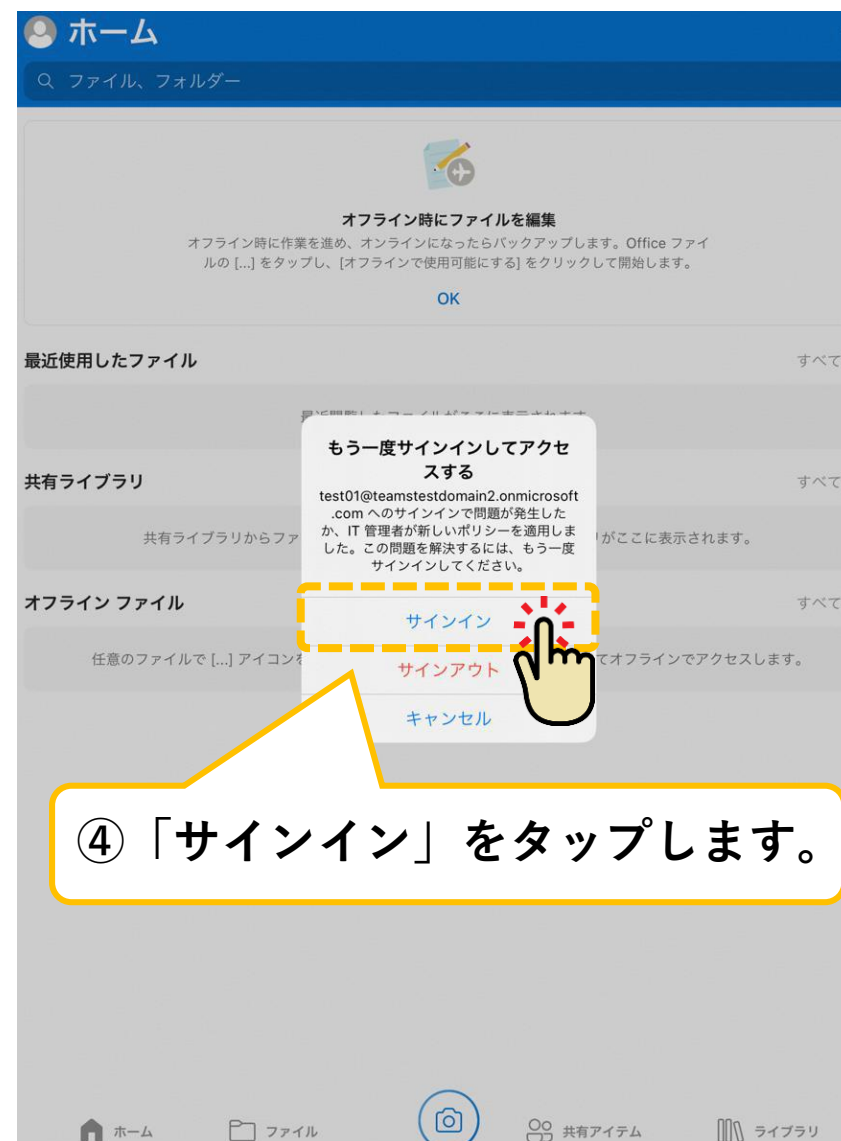 ホーム
ファイル、フォルダー
オフライン時にファイルを編集
オフライン時に作業を進め、オンラインになったらバックアップします。Office ファイ
ルの [...] をタップし、[オフラインで使用可能にする] をクリックして開始します。
OK
最近使用したファイル
すべて
もう一度サインインしてアクセ
スする
test01@teamstestdomain2.onmicrosoft
.com へのサインインで問題が発生した
か、IT 管理者が新しいポリシーを適用しま
した。この問題を解決するには、もう一度
サインインしてください。
共有ライブラリ
すべて
共有ライブラリからファ
がここに表示されます。
オフライン ファイル
すべて
サインイン
任意のファイルで [...] アイコンを
てオフラインでアクセスします。
サインアウト
キャンセル
④「サインイン」をタップします。
ホーム
ファイル
共有アイテム
ライブラリ